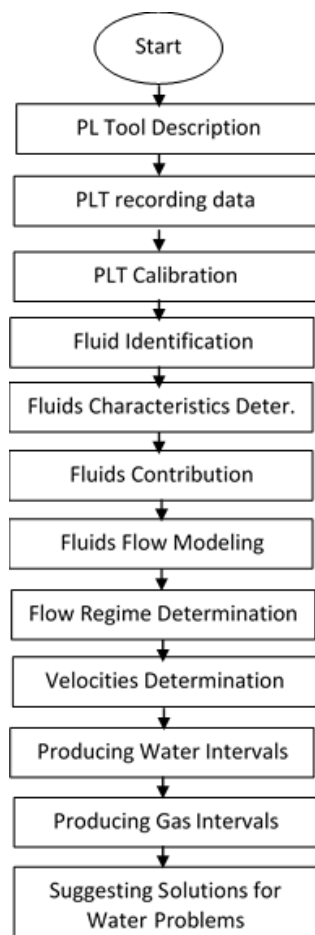 Start
PL Tool Description
PLT recording data
PLT Calibration
Fluid Identification
Fluids Characteristics Deter.
Fluids Contribution
Fluids Flow Modeling
Flow Regime Determination
Velocities Determination
Producing Water Intervals
Producing Gas Intervals
Suggesting Solutions for
Water Problems